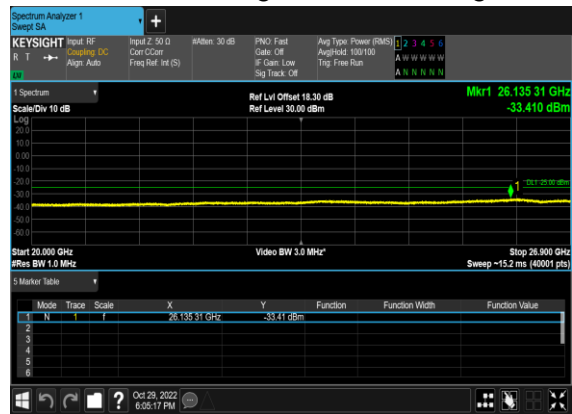 Spectrum Analyzer 1
Swept SA
+
KEYSIGHT Input: RF Input Z: 50 Ω #Atten: 30 dB PNO: Fast Avg Type: Power (RMS) 1 2 3 4 5 6
R T Coupling: DC Corr CCorr Gate: Off Avg|Hold: 100/100 A W W W W W
Align: Auto Freq Ref: Int (S) IF Gain: Low Trig: Free Run
LXI Sig Track: Off A N N N N N
1 Spectrum Ref Lvl Offset 18.30 dB Mkr1 26.135 31 GHz
Scale/Div 10 dB Ref Level 30.00 dBm -33.410 dBm
Log
20.0
10.0
0.00
-10.0
-20.0
1 DL1 -25.00 dBm
-30.0
-40.0
-50.0
-60.0
Start 20.000 GHz Video BW 3.0 MHz* Stop 26.900 GHz
#Res BW 1.0 MHz Sweep ~15.2 ms (40001 pts)
5 Marker Table
Mode Trace Scale X Y Function Function Width Function Value
1 N 1 f 26.135 31 GHz -33.41 dBm
2
3
4
5
6
? Oct 29, 2022
6:05:17 PM